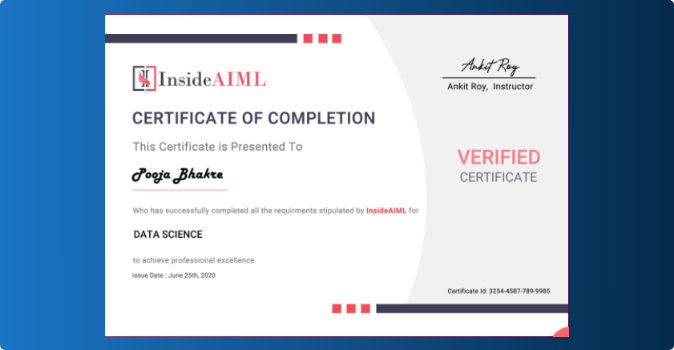 InsideAIML
CERTIFICATE OF COMPLETION
This Certificate is Presented To
Pooja Bhakre
Who has successfully completed all the requirments stipulated by InsideAIML for
DATA SCIENCE
to achieve professional excellence
Issue Date : June 25th, 2020
Ankit Roy
Ankit Roy, Instructor
VERIFIED
CERTIFICATE
Certificate Id: 3254-4587-789-9985